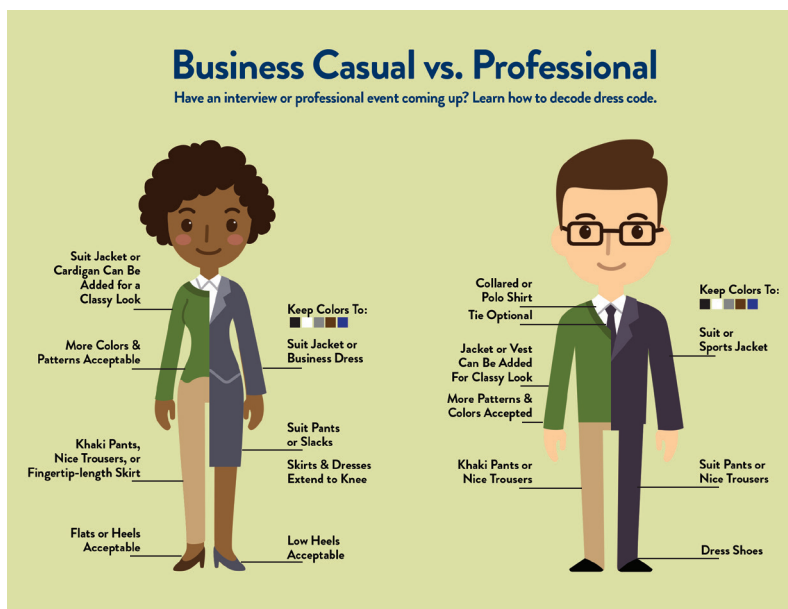 Business Casual vs. Professional
Have an interview or professional event coming up? Learn how to decode dress code.
Suit Jacket or
Cardigan Can Be
Added for a
Classy Look
More Colors &
Patterns Acceptable
Khaki Pants,
Nice Trousers, or
Fingertip-length Skirt
Flats or Heels
Acceptable
Keep Colors To:
Suit Jacket or
Business Dress
Suit Pants
or Slacks
Skirts & Dresses
Extend to Knee
Low Heels
Acceptable
Collared or
Polo Shirt
Tie Optional
Jacket or Vest
Can Be Added
For Classy Look
More Patterns &
Colors Accepted
Khaki Pants or
Nice Trousers
Keep Colors To:
Suit or
Sports Jacket
Suit Pants or
Nice Trousers
Dress Shoes